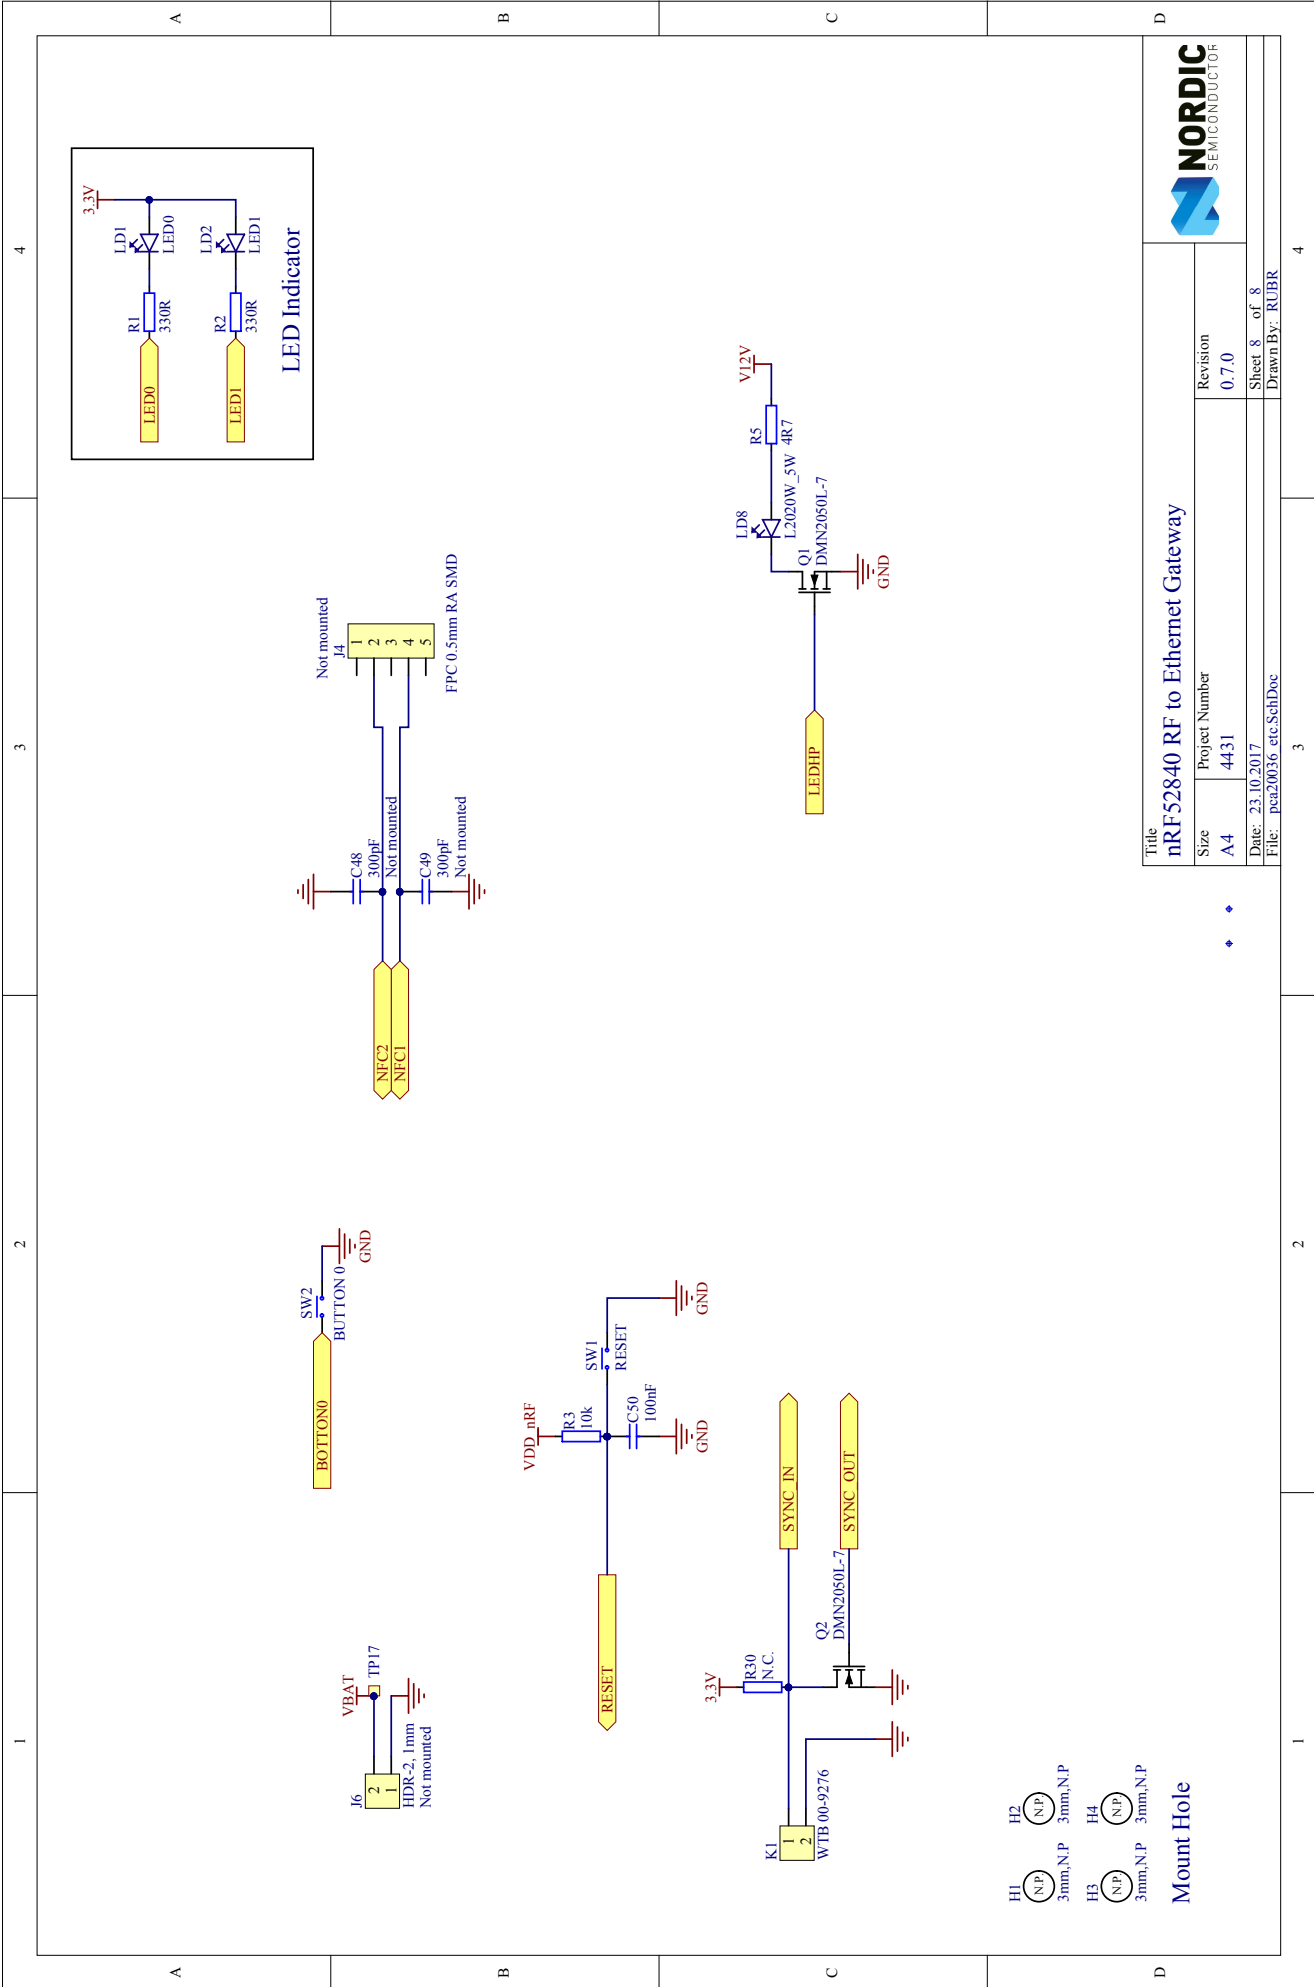 1
2
3
4
A
B
C
D
A
B
C
D
1
2
3
4
J6
2
1
HDR-2, 1mm
Not mounted
VBAT
TP17
BOTTON0
SW2
BUTTON 0
GND
NFC2
NFC1
C48
300pF
Not mounted
C49
300pF
Not mounted
Not mounted
J4
1
2
3
4
5
FPC 0.5mm RA SMD
3.3V
LD1
LED0
R1
330R
LED0
LD2
LED1
R2
330R
LED1
LED Indicator
RESET
VDD_nRF
R3
10k
C50
100nF
GND
SW1
RESET
GND
K1
1
2
WTB 00-9276
3.3V
R30
N.C.
Q2
DMN2050L-7
SYNC_IN
SYNC_OUT
LEDHP
Q1
DMN2050L-7
GND
LD8
L2020W_5W
R5
4R7
V12V
H1
N.P.
3mm,N.P
H2
N.P.
3mm,N.P
H3
N.P.
3mm,N.P
H4
N.P.
3mm,N.P
Mount Hole
Title
nRF52840 RF to Ethernet Gateway
Size
A4
Project Number
4431
Revision
0.7.0
Date: 23.10.2017
Sheet 8 of 8
File: pca20036_etc.SchDoc
Drawn By: RUBR
NORDIC
SEMICONDUCTOR